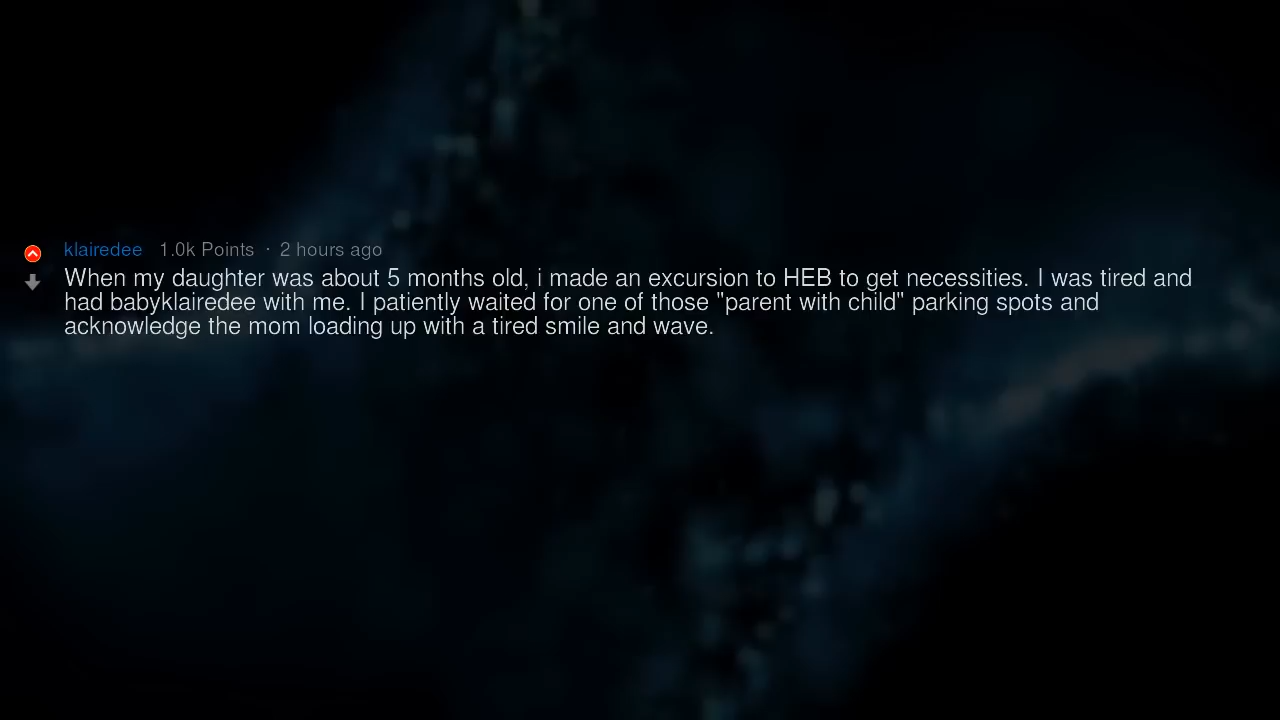 klairedee 1.0k Points · 2 hours ago
When my daughter was about 5 months old, i made an excursion to HEB to get necessities. I was tired and
had babyklairedee with me. I patiently waited for one of those "parent with child" parking spots and
acknowledge the mom loading up with a tired smile and wave.